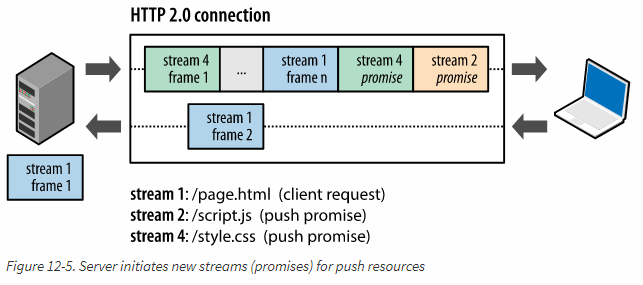 HTTP 2.0 connection
stream 4 ... stream 1 stream 4 stream 2
frame 1 frame n promise promise
stream 1
frame 2
stream 1
frame 1
stream 1: /page.html (client request)
stream 2: /script.js (push promise)
stream 4: /style.css (push promise)
Figure 12-5. Server initiates new streams (promises) for push resources